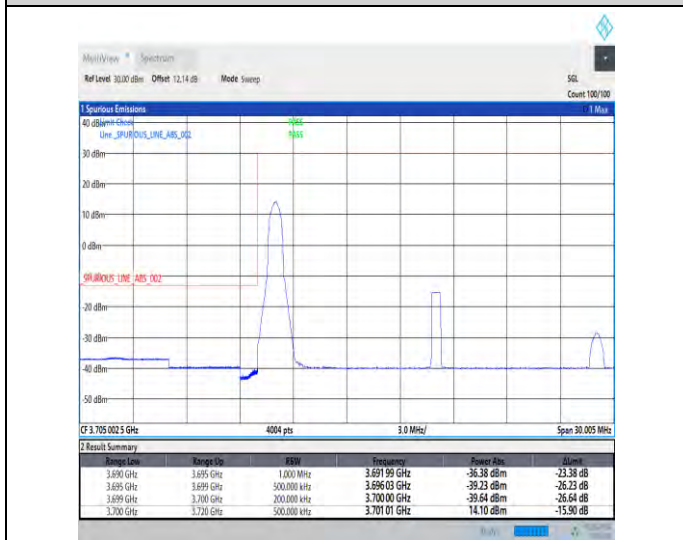 MultiView Spectrum
Ref Level 30.00 dBm Offset 12.14 dB Mode Sweep SGL
Count 100/100
1 Spurious Emissions 1 Max
40 dBm Limit Check PASS
Line _SPURIOUS_LINE_ABS_002 PASS
30 dBm
20 dBm
10 dBm
0 dBm
_SPURIOUS_LINE_ABS_002
-20 dBm
-30 dBm
-40 dBm
-50 dBm
CF 3.705 002 5 GHz 4004 pts 3.0 MHz/ Span 30.005 MHz
2 Result Summary
Range Low Range Up RBW Frequency Power Abs ΔLimit
3.690 GHz 3.695 GHz 1.000 MHz 3.691 99 GHz -36.38 dBm -23.38 dB
3.695 GHz 3.699 GHz 500.000 kHz 3.696 03 GHz -39.23 dBm -26.23 dB
3.699 GHz 3.700 GHz 200.000 kHz 3.700 00 GHz -39.64 dBm -26.64 dB
3.700 GHz 3.720 GHz 500.000 kHz 3.701 01 GHz 14.10 dBm -15.90 dB